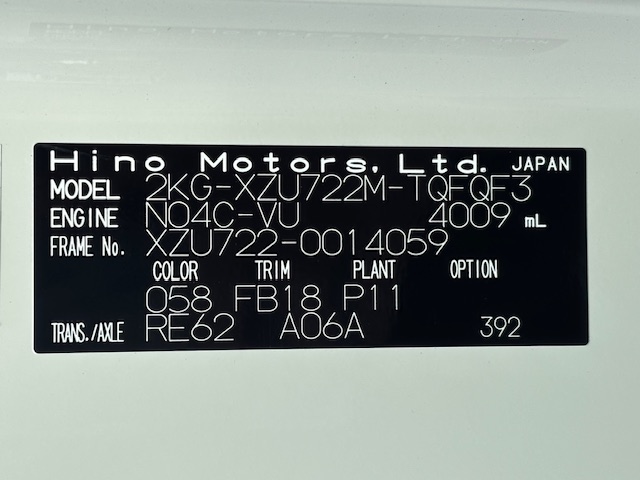 Hino Motors, Ltd. JAPAN
MODEL 2KG-XZU722M-TQFQF3
ENGINE N04C-VU 4009 mL
FRAME No. XZU722-0014059
COLOR TRIM PLANT OPTION
058 FB18 P11
TRANS./AXLE RE62 A06A 392